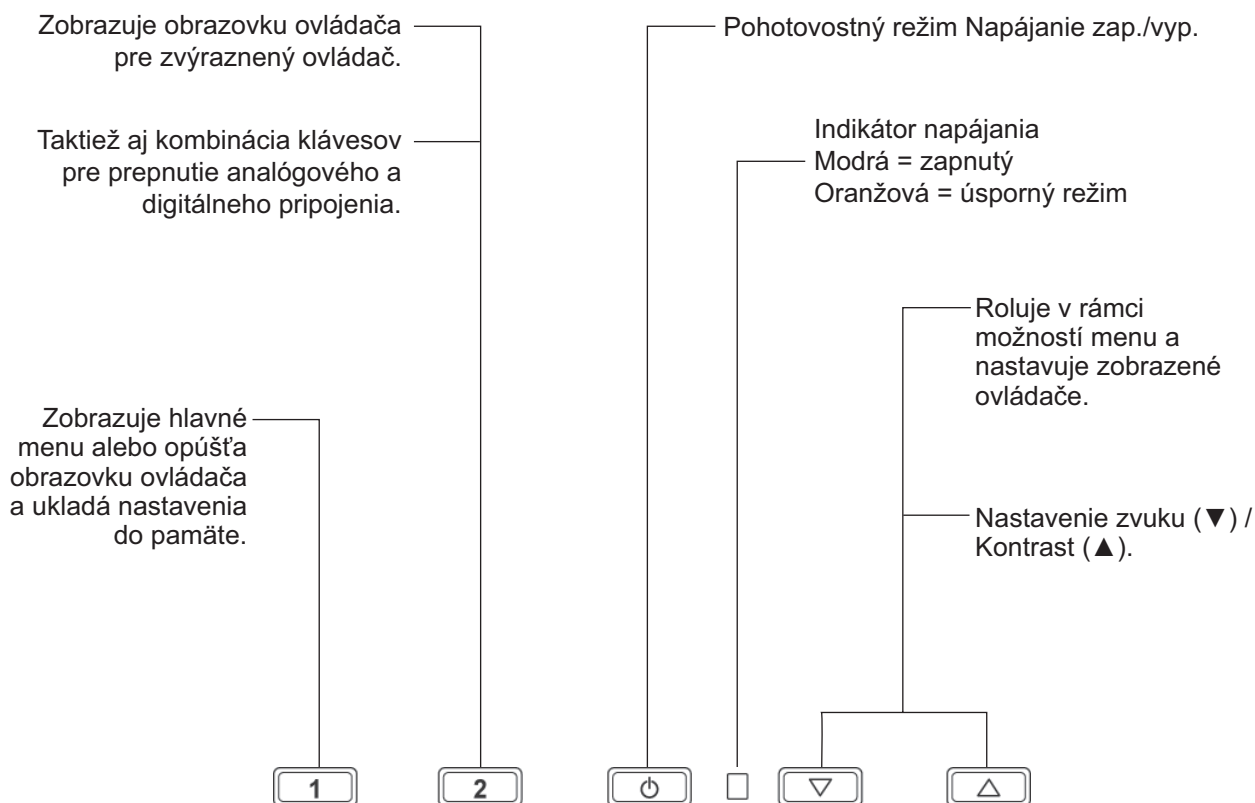 Zobrazuje obrazovku ovládača
pre zvýraznený ovládač.
Taktiež aj kombinácia klávesov
pre prepnutie analógového a
digitálneho pripojenia.
Zobrazuje hlavné
menu alebo opúšťa
obrazovku ovládača
a ukladá nastavenia
do pamäte.
Pohotovostný režim Napájanie zap./vyp.
Indikátor napájania
Modrá = zapnutý
Oranžová = úsporný režim
Roluje v rámci
možností menu a
nastavuje zobrazené
ovládače.
Nastavenie zvuku (▼) /
Kontrast (▲).
1
2